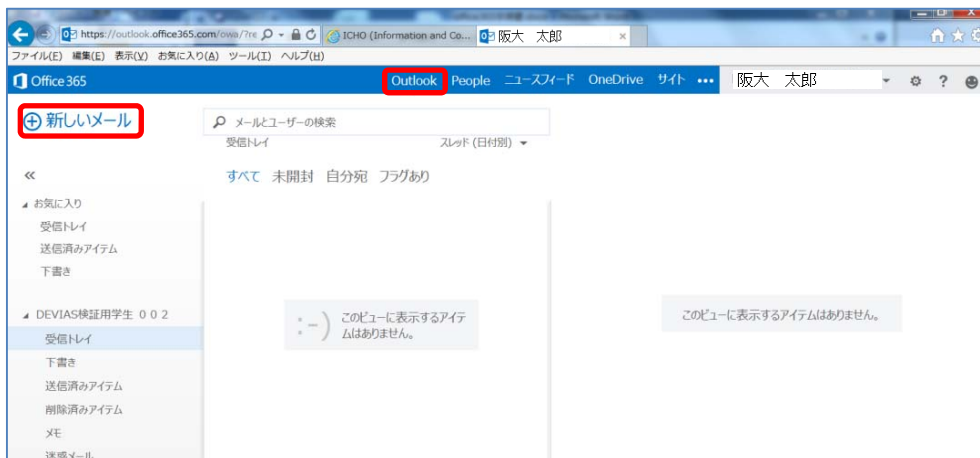 https://outlook.office365.com/owa/?re
ICHO (Information and Co...
阪大 太郎
ファイル(F) 編集(E) 表示(V) お気に入り(A) ツール(T) ヘルプ(H)
Office 365
Outlook People ニュースフィード OneDrive サイト ••• 阪大 太郎
新しいメール
メールとユーザーの検索
受信トレイ スレッド (日付別)
すべて 未開封 自分宛 フラグあり
お気に入り
受信トレイ
送信済みアイテム
下書き
:-) このビューに表示するアイテ
ムはありません。
このビューに表示するアイテムはありません。
DEVIAS検証用学生 002
受信トレイ
下書き
送信済みアイテム
削除済みアイテム
メモ
迷惑メール